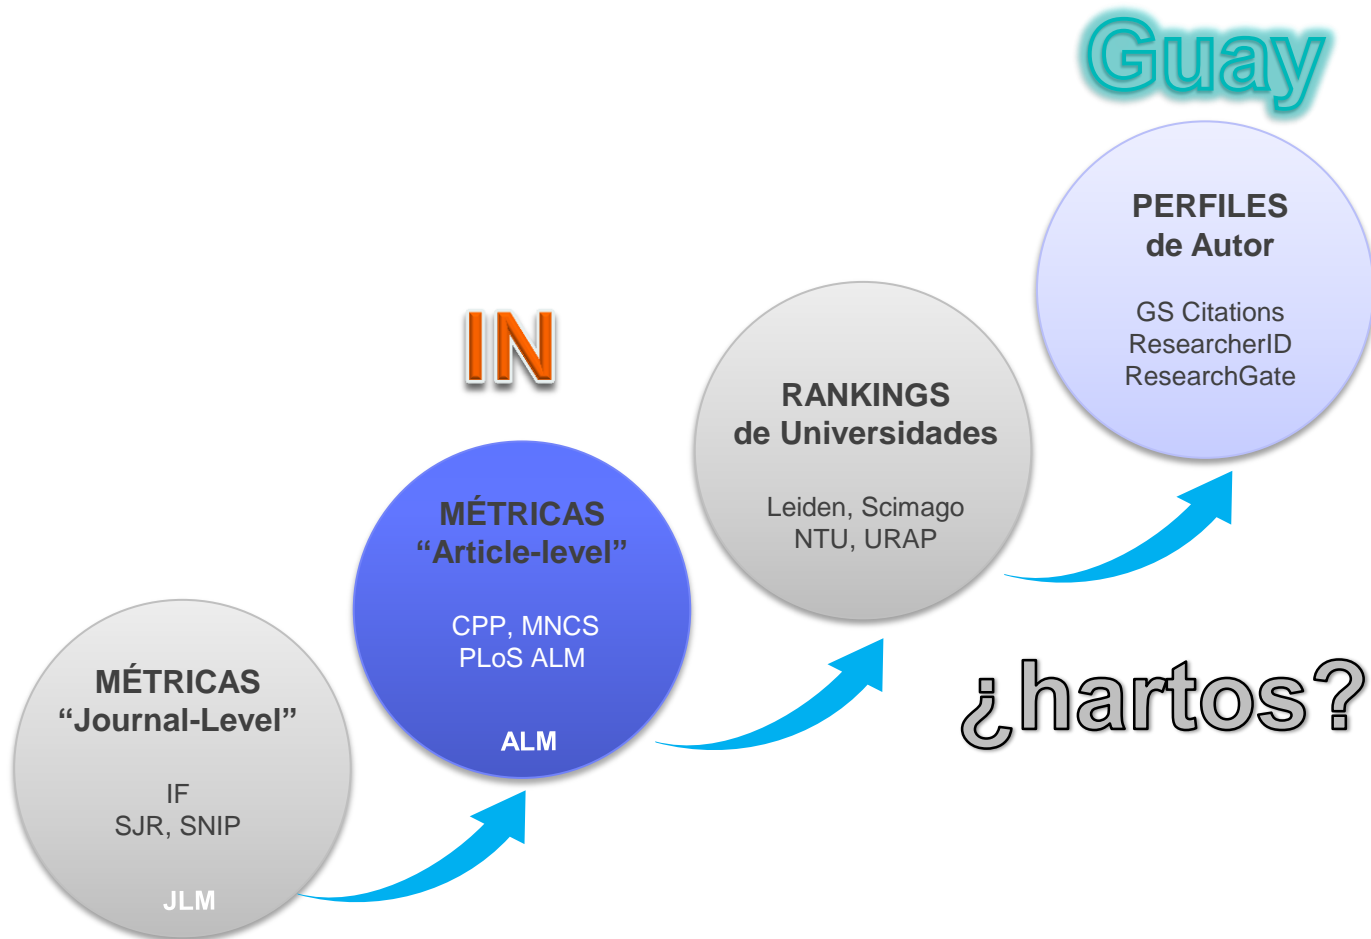 Guay
PERFILES
de Autor
GS Citations
ResearcherID
ResearchGate
IN
RANKINGS
de Universidades
Leiden, Scimago
NTU, URAP
MÉTRICAS
“Article-level”
CPP, MNCS
PLoS ALM
ALM
¿hartos?
MÉTRICAS
“Journal-Level”
IF
SJR, SNIP
JLM